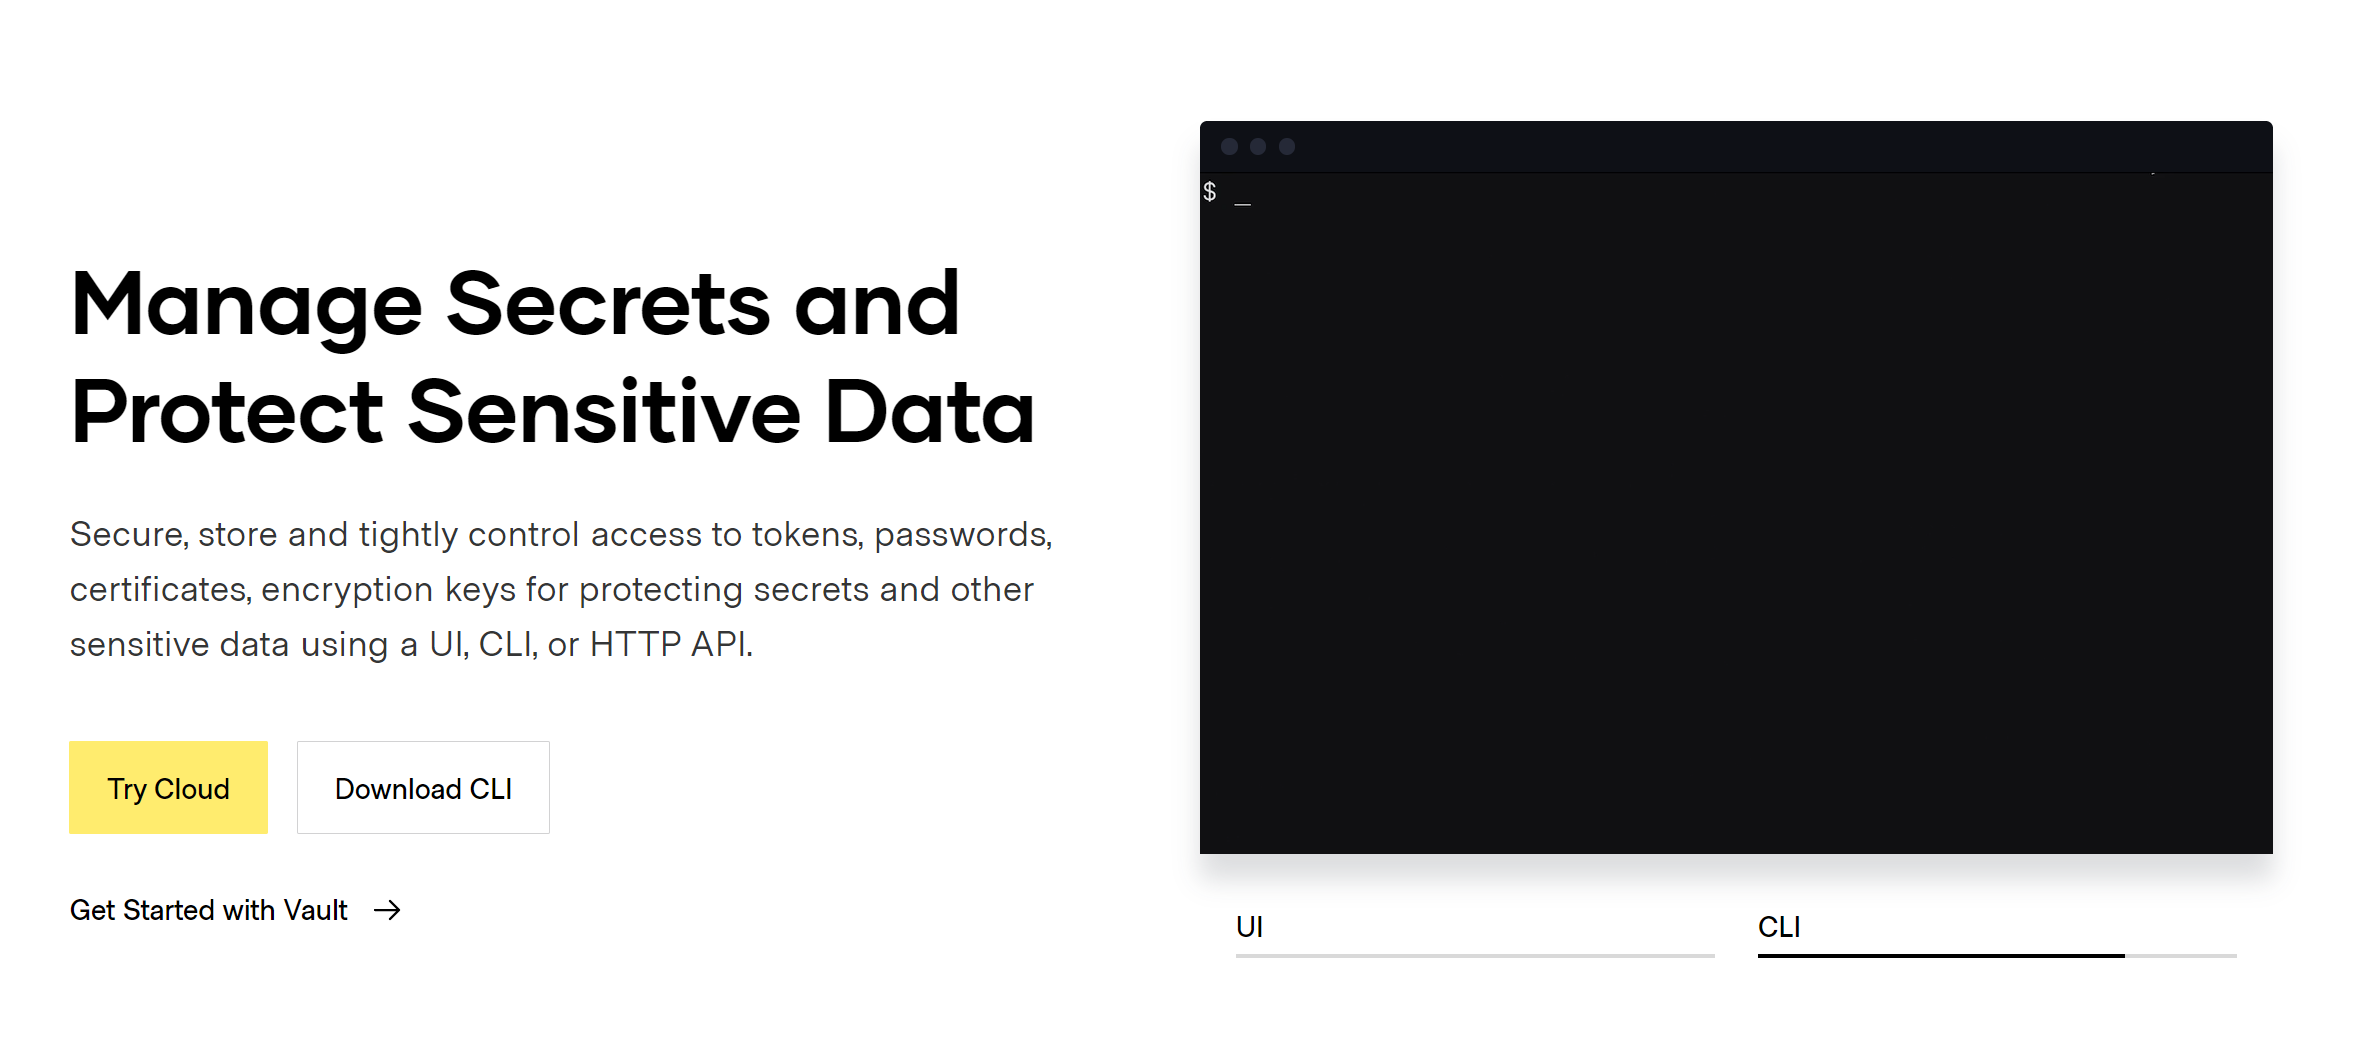 Manage Secrets and
Protect Sensitive Data
Secure, store and tightly control access to tokens, passwords,
certificates, encryption keys for protecting secrets and other
sensitive data using a UI, CLI, or HTTP API.
Try Cloud
Download CLI
Get Started with Vault →
$ _
UI
CLI